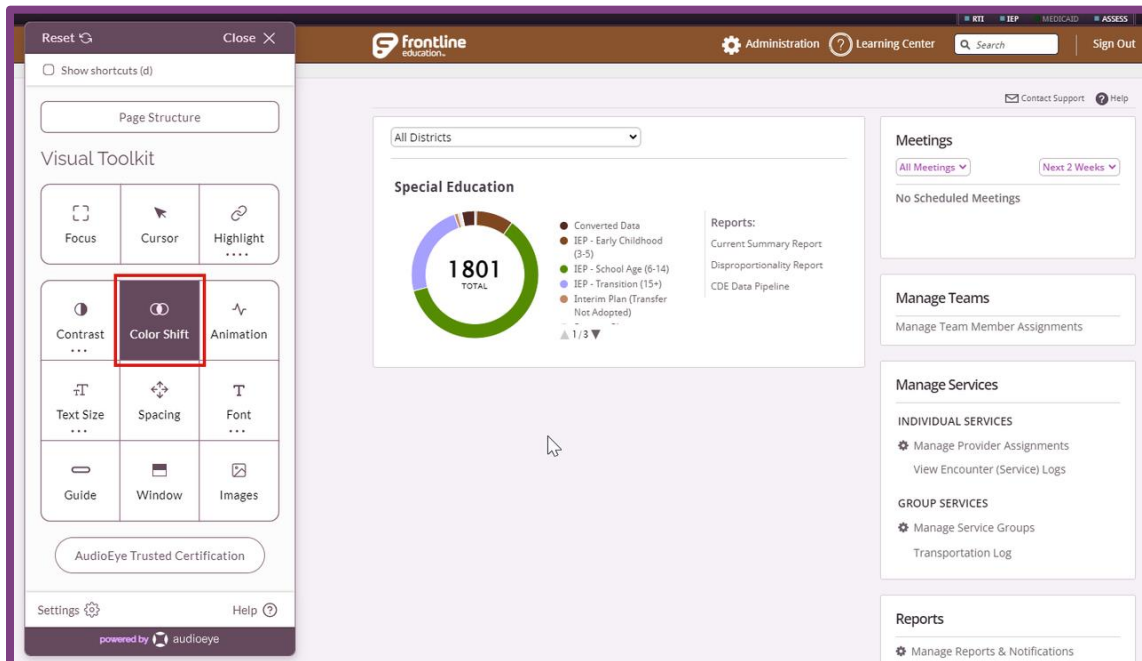 RTI IEP MEDICAID ASSESS
Reset Close
frontline
education™
Administration ? Learning Center Search Sign Out
Show shortcuts (d)
Contact Support ? Help
Page Structure
Visual Toolkit
Focus Cursor Highlight
Contrast Color Shift Animation
Text Size Spacing Font
Guide Window Images
AudioEye Trusted Certification
Settings Help ?
powered by audioeye
All Districts
Special Education
1801
TOTAL
Converted Data
IEP - Early Childhood
(3-5)
IEP - School Age (6-14)
IEP - Transition (15+)
Interim Plan (Transfer
Not Adopted)
1/3
Reports:
Current Summary Report
Disproportionality Report
CDE Data Pipeline
Meetings
All Meetings Next 2 Weeks
No Scheduled Meetings
Manage Teams
Manage Team Member Assignments
Manage Services
INDIVIDUAL SERVICES
Manage Provider Assignments
View Encounter (Service) Logs
GROUP SERVICES
Manage Service Groups
Transportation Log
Reports
Manage Reports & Notifications